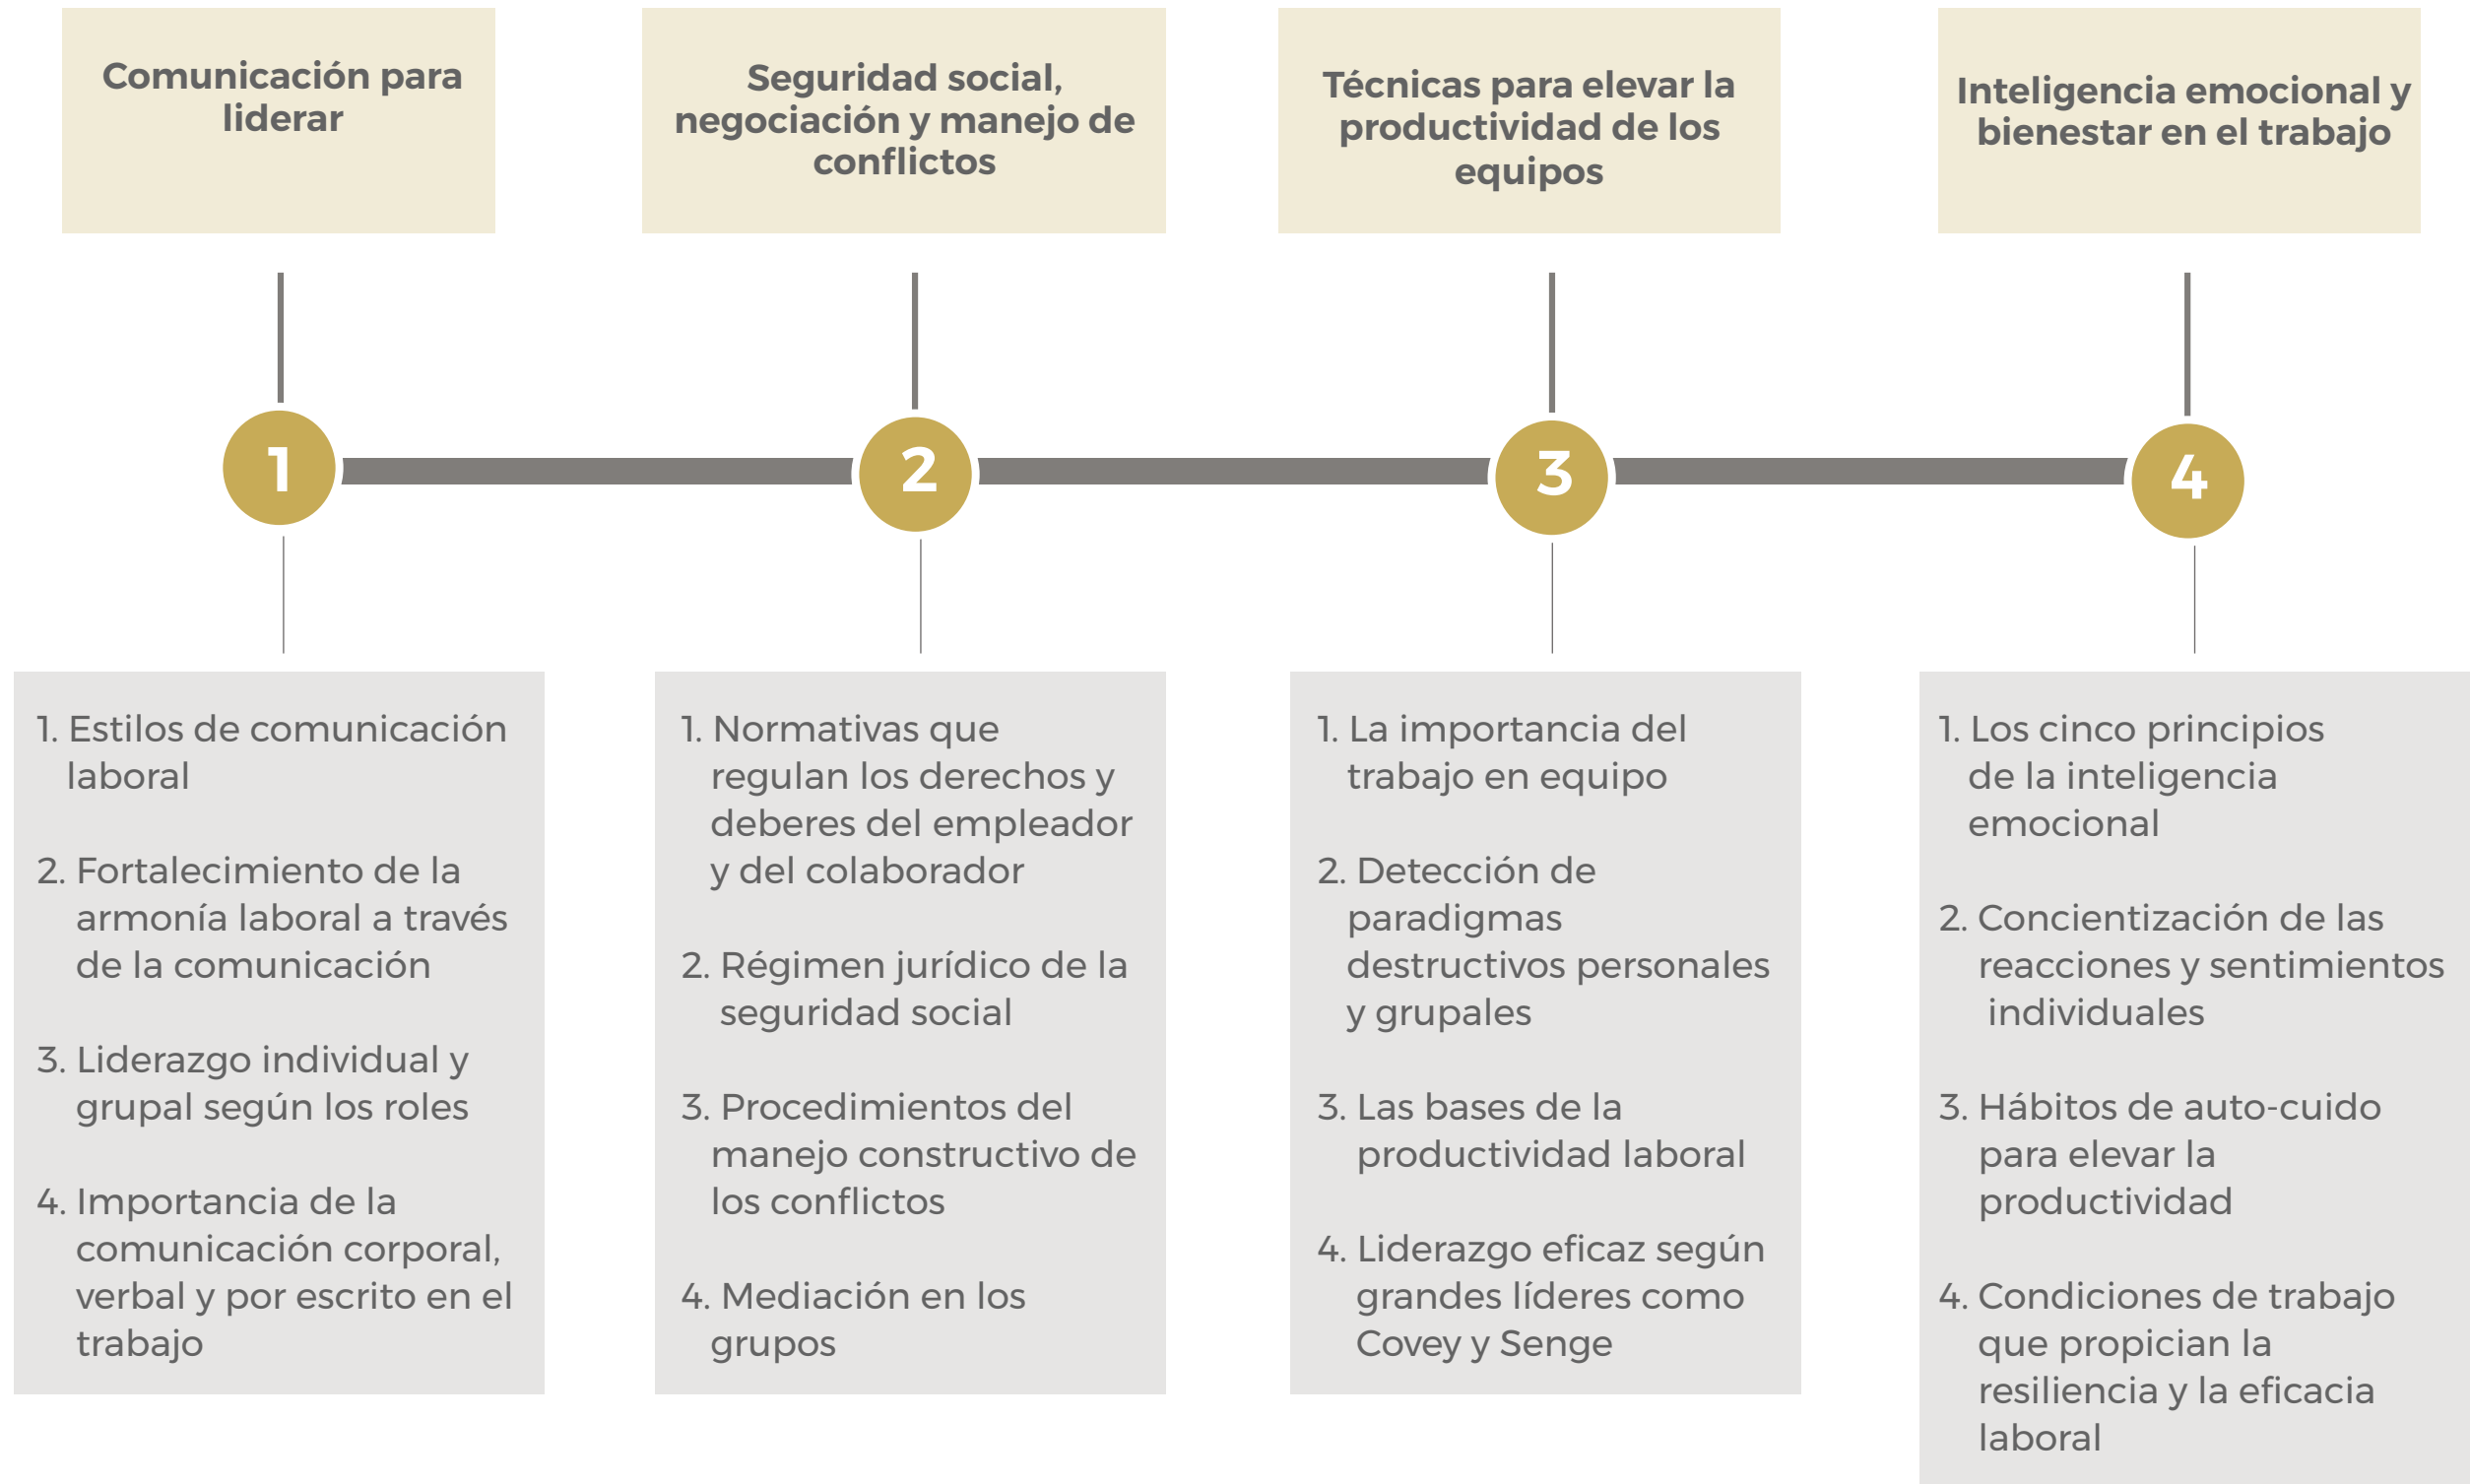 Comunicación para
liderar
Seguridad social,
negociación y manejo de
conflictos
Técnicas para elevar la
productividad de los
equipos
Inteligencia emocional y
bienestar en el trabajo
1
2
3
4
1. Estilos de comunicación
laboral
2. Fortalecimiento de la
armonía laboral a través
de la comunicación
3. Liderazgo individual y
grupal según los roles
4. Importancia de la
comunicación corporal,
verbal y por escrito en el
trabajo
1. Normativas que
regulan los derechos y
deberes del empleador
y del colaborador
2. Régimen jurídico de la
seguridad social
3. Procedimientos del
manejo constructivo de
los conflictos
4. Mediación en los
grupos
1. La importancia del
trabajo en equipo
2. Detección de
paradigmas
destructivos personales
y grupales
3. Las bases de la
productividad laboral
4. Liderazgo eficaz según
grandes líderes como
Covey y Senge
1. Los cinco principios
de la inteligencia
emocional
2. Concientización de las
reacciones y sentimientos
individuales
3. Hábitos de auto-cuido
para elevar la
productividad
4. Condiciones de trabajo
que propician la
resiliencia y la eficacia
laboral